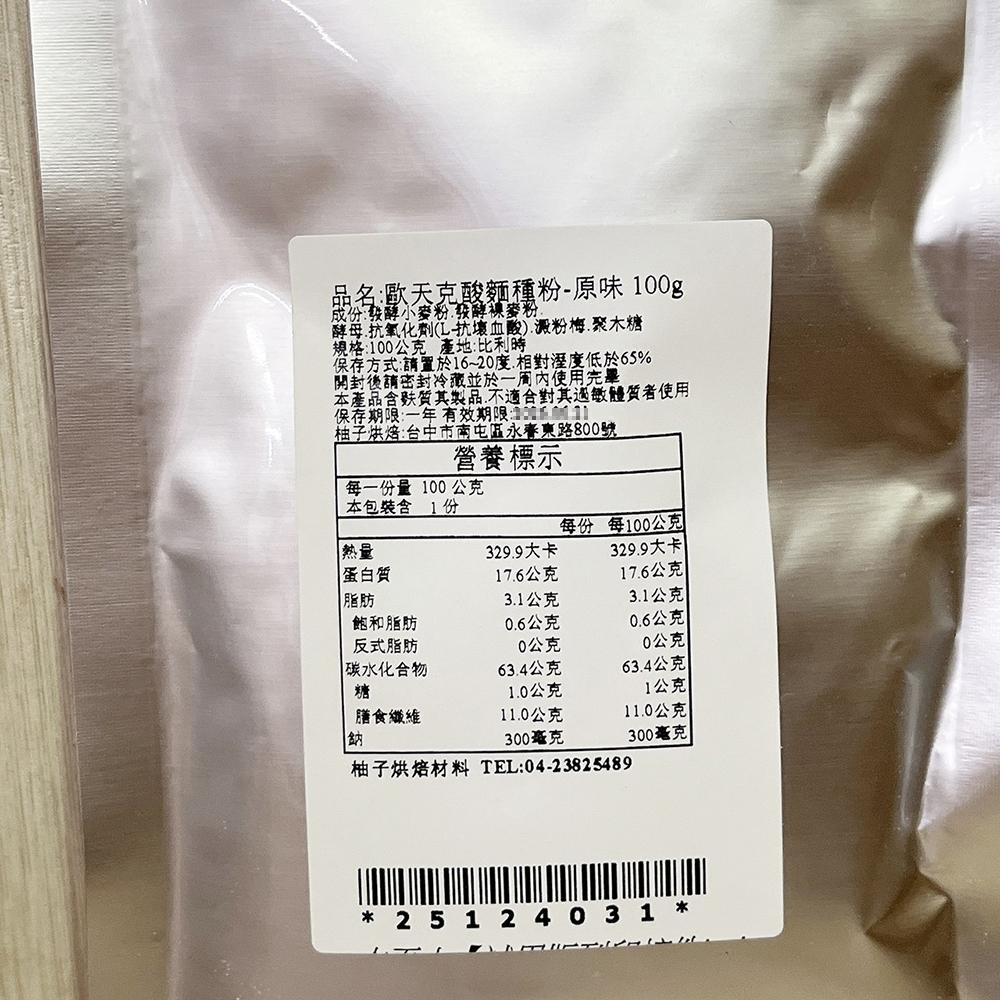 品名:歐天克酸麵種粉-原味 100g
成份:發酵小麥粉.發酵裸麥粉.
酵母.抗氧化劑(L-抗壞血酸).澱粉梅.聚木糖
規格:100公克 產地:比利時
保存方式:請置於16~20度.相對溼度低於65%
開封後請密封冷藏並於一周內使用完畢
本產品含麩質其製品.不適合對其過敏體質者使用
保存期限:一年 有效期限:
柚子烘焙:台中市南屯區永春東路800號
營養標示
每一份量 100 公克
本包裝含 1 份
每份 每100公克
熱量 329.9大卡 329.9大卡
蛋白質 17.6公克 17.6公克
脂肪 3.1公克 3.1公克
飽和脂肪 0.6公克 0.6公克
反式脂肪 0公克 0公克
碳水化合物 63.4公克 63.4公克
糖 1.0公克 1公克
膳食纖維 11.0公克 11.0公克
鈉 300毫克 300毫克
柚子烘焙材料 TEL:04-23825489
*25124031*